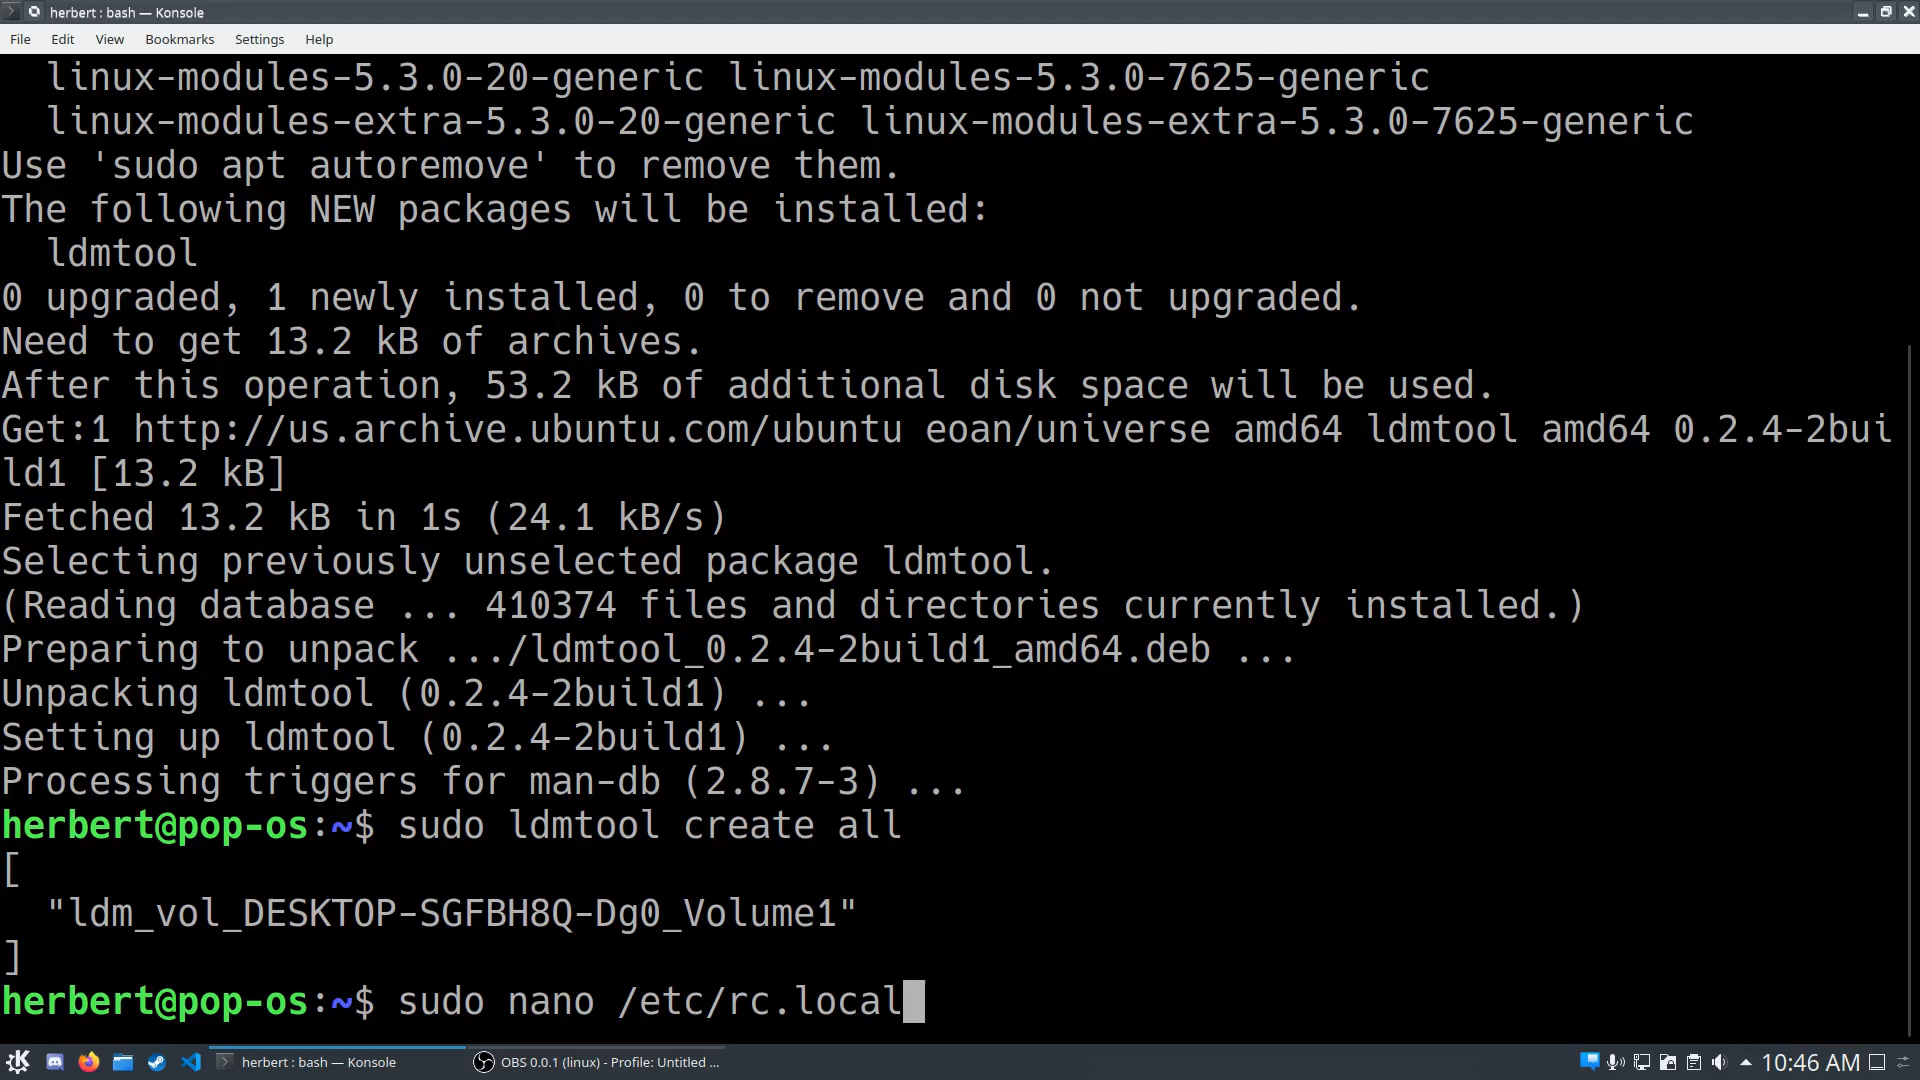 herbert : bash — Konsole
File Edit View Bookmarks Settings Help
linux-modules-5.3.0-20-generic linux-modules-5.3.0-7625-generic
linux-modules-extra-5.3.0-20-generic linux-modules-extra-5.3.0-7625-generic
Use 'sudo apt autoremove' to remove them.
The following NEW packages will be installed:
ldmtool
0 upgraded, 1 newly installed, 0 to remove and 0 not upgraded.
Need to get 13.2 kB of archives.
After this operation, 53.2 kB of additional disk space will be used.
Get:1 http://us.archive.ubuntu.com/ubuntu eoan/universe amd64 ldmtool amd64 0.2.4-2bui
ld1 [13.2 kB]
Fetched 13.2 kB in 1s (24.1 kB/s)
Selecting previously unselected package ldmtool.
(Reading database ... 410374 files and directories currently installed.)
Preparing to unpack .../ldmtool_0.2.4-2build1_amd64.deb ...
Unpacking ldmtool (0.2.4-2build1) ...
Setting up ldmtool (0.2.4-2build1) ...
Processing triggers for man-db (2.8.7-3) ...
herbert@pop-os:~$ sudo ldmtool create all
[
"ldm_vol_DESKTOP-SGFBH8Q-Dg0_Volume1"
]
herbert@pop-os:~$ sudo nano /etc/rc.local
herbert : bash — Konsole OBS 0.0.1 (linux) - Profile: Untitled ... 10:46 AM